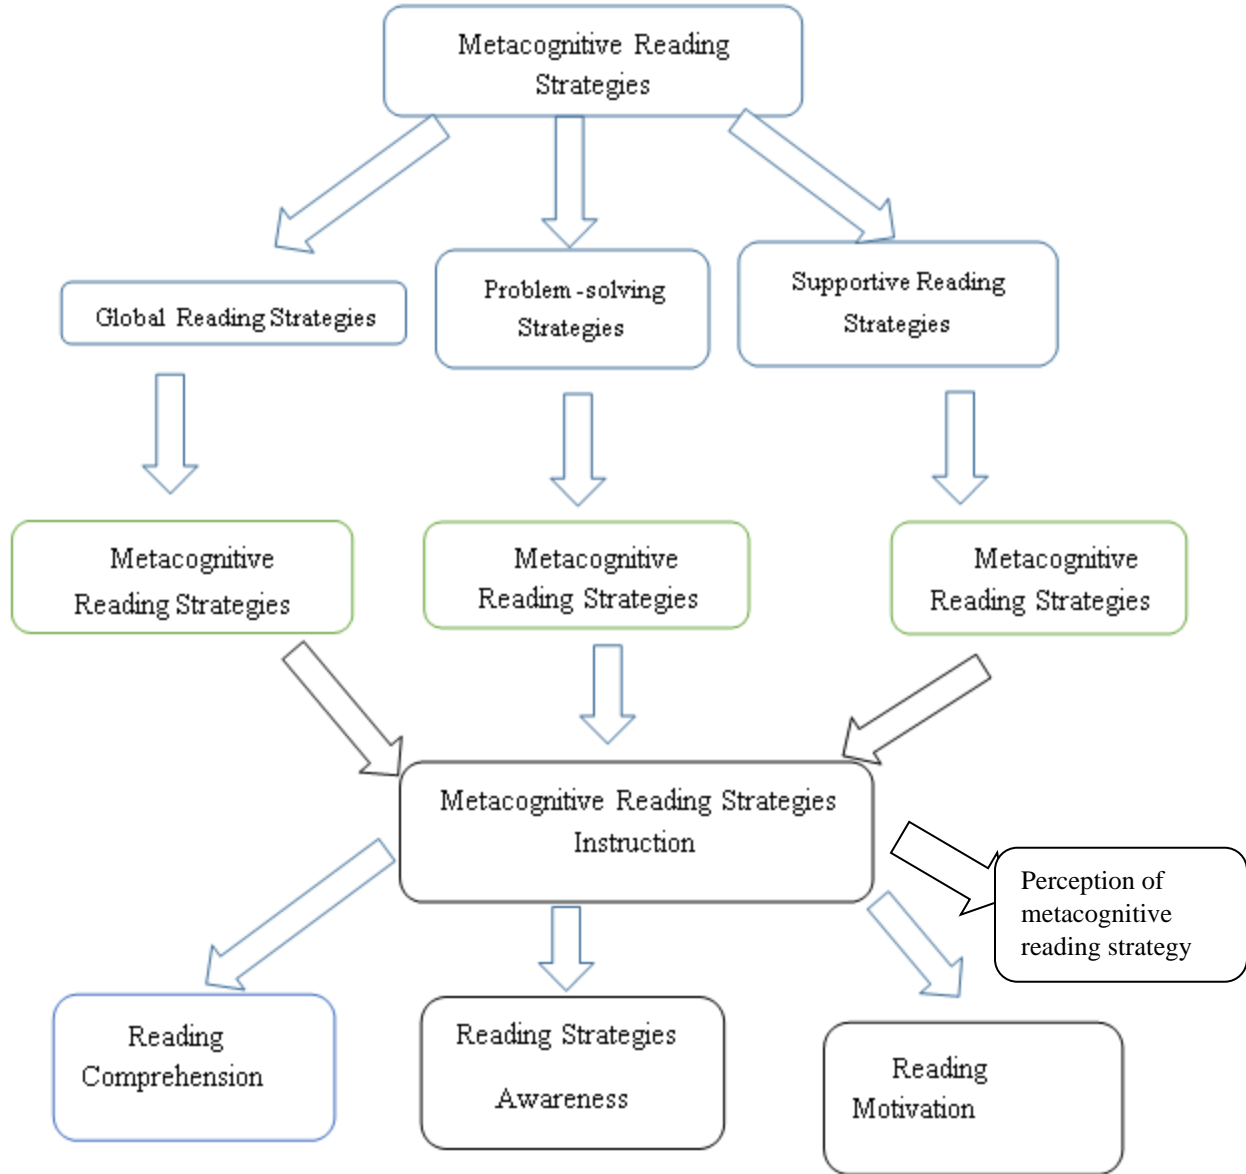 Metacognitive Reading
Strategies
Global Reading Strategies
Problem-solving
Strategies
Supportive Reading
Strategies
Metacognitive
Reading Strategies
Metacognitive
Reading Strategies
Metacognitive
Reading Strategies
Metacognitive Reading Strategies
Instruction
Perception of
metacognitive
reading strategy
Reading
Comprehension
Reading Strategies
Awareness
Reading
Motivation